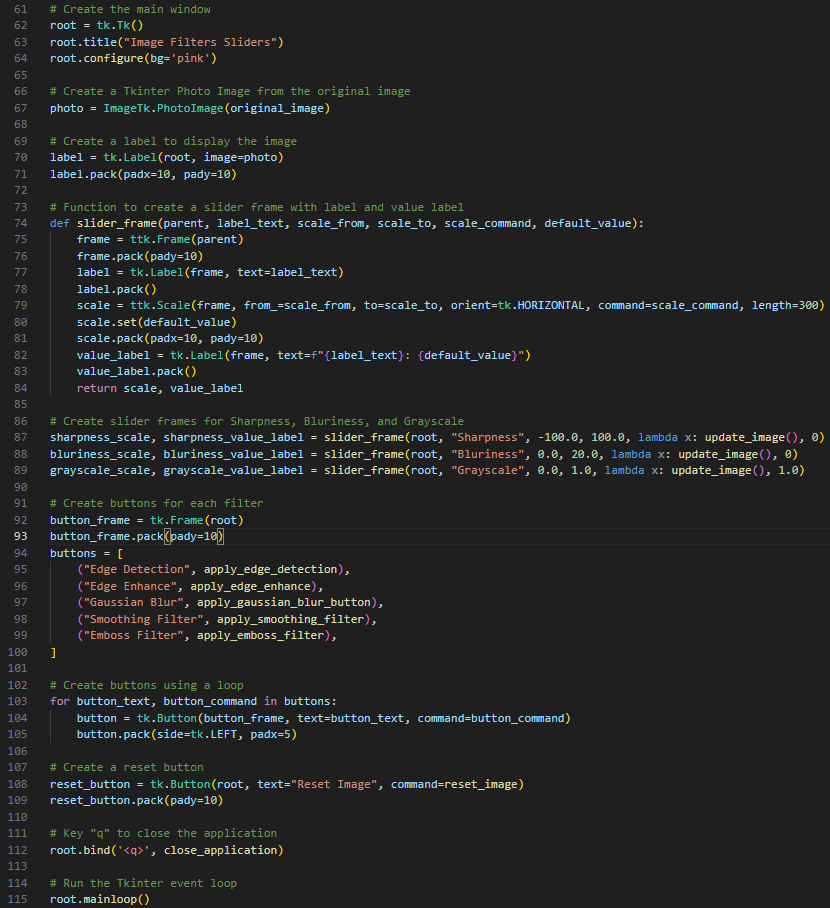 61 # Create the main window
62 root = tk.Tk()
63 root.title("Image Filters Sliders")
64 root.configure(bg='pink')
65
66 # Create a Tkinter Photo Image from the original image
67 photo = ImageTk.PhotoImage(original_image)
68
69 # Create a label to display the image
70 label = tk.Label(root, image=photo)
71 label.pack(padx=10, pady=10)
72
73 # Function to create a slider frame with label and value label
74 def slider_frame(parent, label_text, scale_from, scale_to, scale_command, default_value):
75     frame = ttk.Frame(parent)
76     frame.pack(pady=10)
77     label = tk.Label(frame, text=label_text)
78     label.pack()
79     scale = ttk.Scale(frame, from_=scale_from, to=scale_to, orient=tk.HORIZONTAL, command=scale_command, length=300)
80     scale.set(default_value)
81     scale.pack(padx=10, pady=10)
82     value_label = tk.Label(frame, text=f"{label_text}: {default_value}")
83     value_label.pack()
84     return scale, value_label
85
86 # Create slider frames for Sharpness, Bluriness, and Grayscale
87 sharpness_scale, sharpness_value_label = slider_frame(root, "Sharpness", -100.0, 100.0, lambda x: update_image(), 0)
88 bluriness_scale, bluriness_value_label = slider_frame(root, "Bluriness", 0.0, 20.0, lambda x: update_image(), 0)
89 grayscale_scale, grayscale_value_label = slider_frame(root, "Grayscale", 0.0, 1.0, lambda x: update_image(), 1.0)
90
91 # Create buttons for each filter
92 button_frame = tk.Frame(root)
93 button_frame.pack(pady=10)
94 buttons = [
95     ("Edge Detection", apply_edge_detection),
96     ("Edge Enhance", apply_edge_enhance),
97     ("Gaussian Blur", apply_gaussian_blur_button),
98     ("Smoothing Filter", apply_smoothing_filter),
99     ("Emboss Filter", apply_emboss_filter),
100 ]
101
102 # Create buttons using a loop
103 for button_text, button_command in buttons:
104     button = tk.Button(button_frame, text=button_text, command=button_command)
105     button.pack(side=tk.LEFT, padx=5)
106
107 # Create a reset button
108 reset_button = tk.Button(root, text="Reset Image", command=reset_image)
109 reset_button.pack(pady=10)
110
111 # Key "q" to close the application
112 root.bind('<q>', close_application)
113
114 # Run the Tkinter event loop
115 root.mainloop()